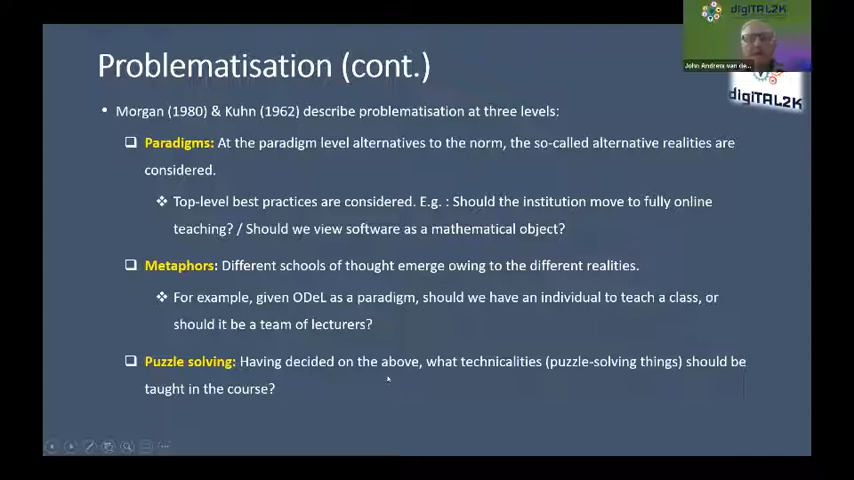 digiTAL2K
John Andrew van de...
digiTAL2K
Problematisation (cont.)
• Morgan (1980) & Kuhn (1962) describe problematisation at three levels:
❑ Paradigms: At the paradigm level alternatives to the norm, the so-called alternative realities are
considered.
❖ Top-level best practices are considered. E.g. : Should the institution move to fully online
teaching? / Should we view software as a mathematical object?
❑ Metaphors: Different schools of thought emerge owing to the different realities.
❖ For example, given ODeL as a paradigm, should we have an individual to teach a class, or
should it be a team of lecturers?
❑ Puzzle solving: Having decided on the above, what technicalities (puzzle-solving things) should be
taught in the course?